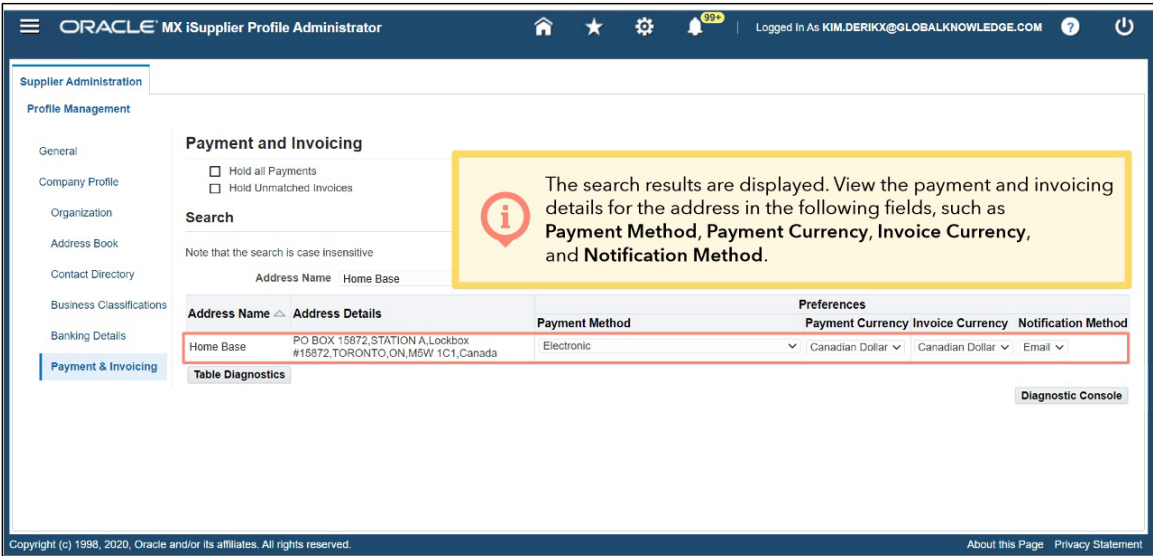 ORACLE MX iSupplier Profile Administrator
99+
Logged In As KIM.DERIKX@GLOBALKNOWLEDGE.COM
?
Supplier Administration
Profile Management
General
Company Profile
Organization
Address Book
Contact Directory
Business Classifications
Banking Details
Payment & Invoicing
Payment and Invoicing
Hold all Payments
Hold Unmatched Invoices
Search
Note that the search is case insensitive
Address Name Home Base
i
The search results are displayed. View the payment and invoicing
details for the address in the following fields, such as
Payment Method, Payment Currency, Invoice Currency,
and Notification Method.
Preferences
Address Name Address Details Payment Method Payment Currency Invoice Currency Notification Method
Home Base PO BOX 15872,STATION A,Lockbox
#15872,TORONTO,ON,M5W 1C1,Canada
Electronic Canadian Dollar Canadian Dollar Email
Table Diagnostics
Diagnostic Console
Copyright (c) 1998, 2020, Oracle and/or its affiliates. All rights reserved.
About this Page Privacy Statement